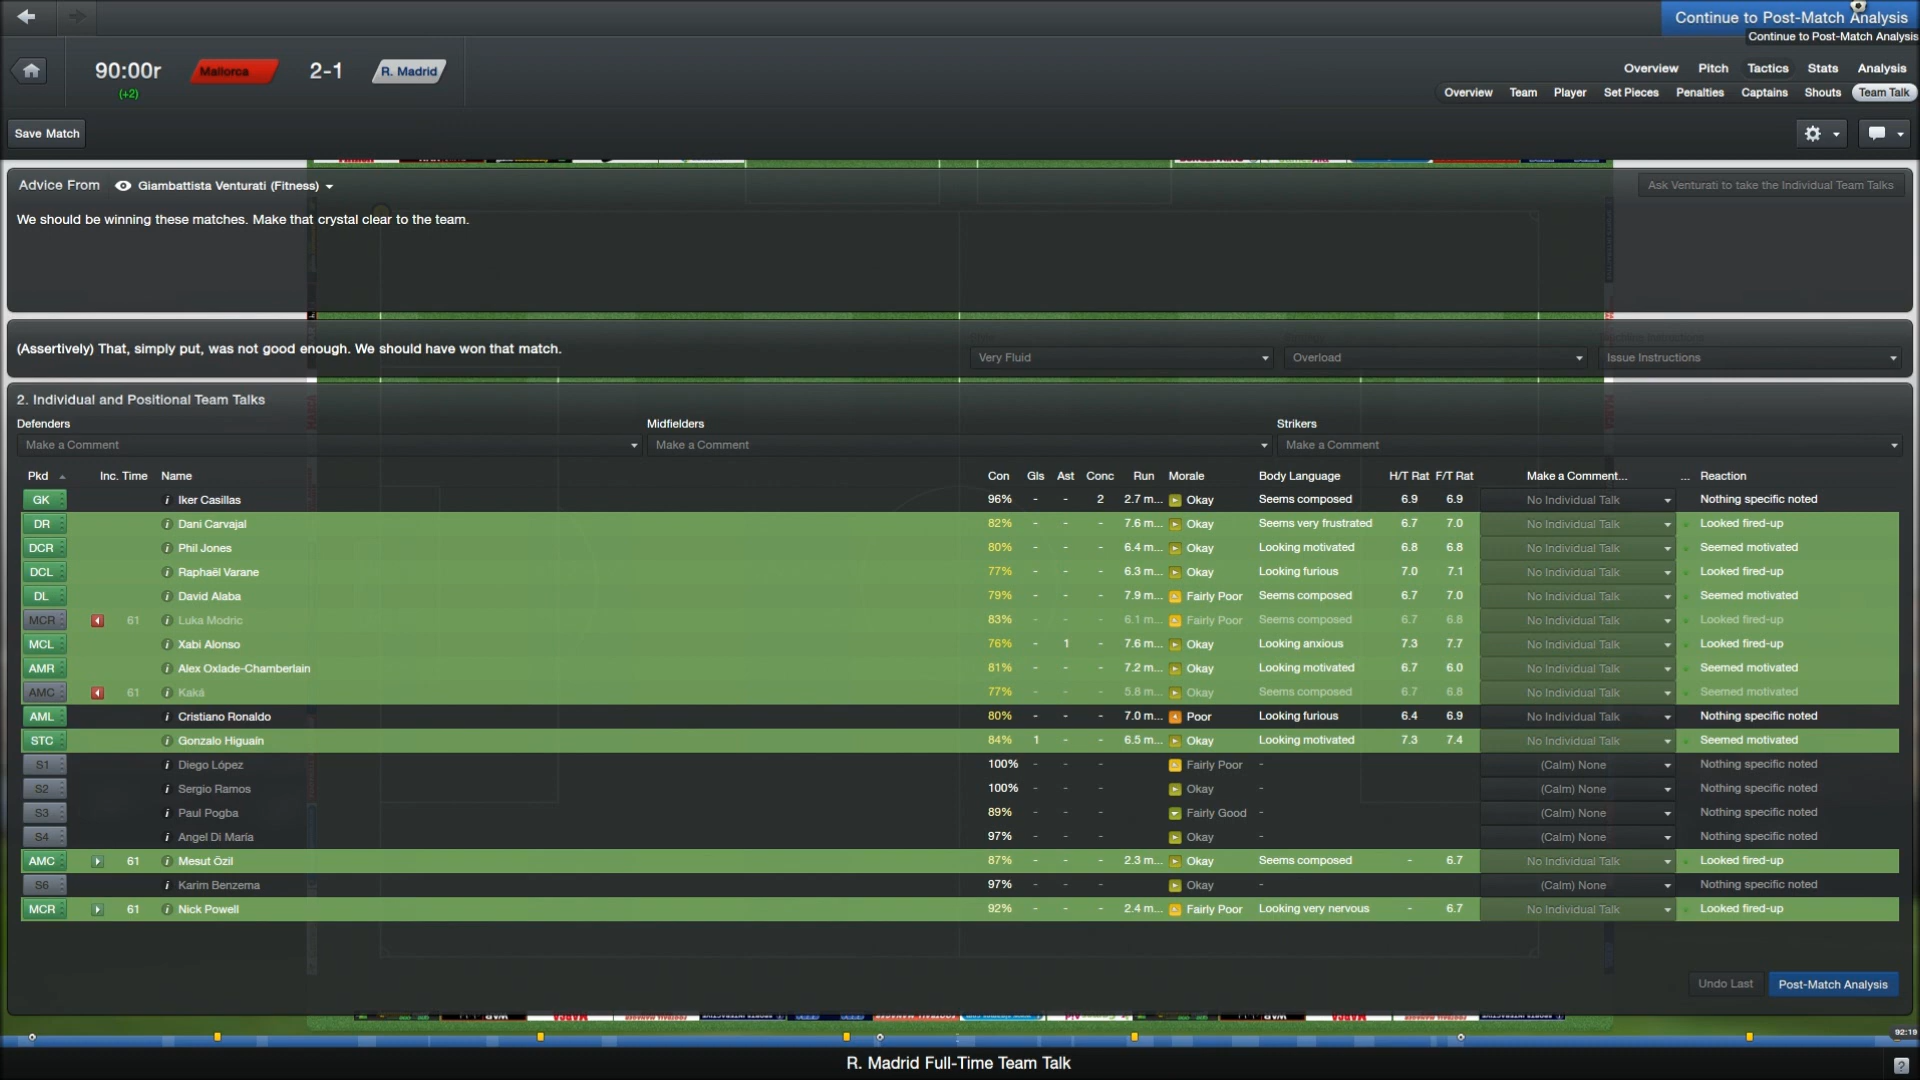 Continue to Post-Match Analysis
Continue to Post-Match Analysis
90:00r Mallorca 2-1 R. Madrid
(+2)
Overview Pitch Tactics Stats Analysis
Overview Team Player Set Pieces Penalties Captains Shouts Team Talk
Save Match
Advice From Giambattista Venturati (Fitness) Ask Venturati to take the Individual Team Talks
We should be winning these matches. Make that crystal clear to the team.
(Assertively) That, simply put, was not good enough. We should have won that match.
Very Fluid Overload Issue Instructions
2. Individual and Positional Team Talks
Defenders Midfielders Strikers
Make a Comment Make a Comment Make a Comment
Pkd Inc. Time Name Con Gls Ast Conc Run Morale Body Language H/T Rat F/T Rat Make a Comment... ... Reaction
GK i Iker Casillas 96% - - 2 2.7 m... Okay Seems composed 6.9 6.9 No Individual Talk Nothing specific noted
DR i Dani Carvajal 82% - - - 7.6 m... Okay Seems very frustrated 6.7 7.0 No Individual Talk Looked fired-up
DCR i Phil Jones 80% - - - 6.4 m... Okay Looking motivated 6.8 6.8 No Individual Talk Seemed motivated
DCL i Raphaël Varane 77% - - - 6.3 m... Okay Looking furious 7.0 7.1 No Individual Talk Looked fired-up
DL i David Alaba 79% - - - 7.9 m... Fairly Poor Seems composed 6.7 7.0 No Individual Talk Seemed motivated
MCR 61 i Luka Modric 83% - - - 6.1 m... Fairly Poor Seems composed 6.7 6.8 No Individual Talk Looked fired-up
MCL i Xabi Alonso 76% - 1 - 7.6 m... Okay Looking anxious 7.3 7.7 No Individual Talk Looked fired-up
AMR i Alex Oxlade-Chamberlain 81% - - - 7.2 m... Okay Looking motivated 6.7 6.0 No Individual Talk Seemed motivated
AMC 61 i Kaká 77% - - - 5.8 m... Okay Seems composed 6.7 6.8 No Individual Talk Seemed motivated
AML i Cristiano Ronaldo 80% - - - 7.0 m... Poor Looking furious 6.4 6.9 No Individual Talk Nothing specific noted
STC i Gonzalo Higuaín 84% 1 - - 6.5 m... Okay Looking motivated 7.3 7.4 No Individual Talk Seemed motivated
S1 i Diego López 100% - - - Fairly Poor - (Calm) None Nothing specific noted
S2 i Sergio Ramos 100% - - - Okay - (Calm) None Nothing specific noted
S3 i Paul Pogba 89% - - - Fairly Good - (Calm) None Nothing specific noted
S4 i Angel Di María 97% - - - Okay - (Calm) None Nothing specific noted
AMC 61 i Mesut Özil 87% - - - 2.3 m... Okay Seems composed - 6.7 No Individual Talk Looked fired-up
S6 i Karim Benzema 97% - - - Okay - (Calm) None Nothing specific noted
MCR 61 i Nick Powell 92% - - - 2.4 m... Fairly Poor Looking very nervous - 6.7 No Individual Talk Looked fired-up
Undo Last Post-Match Analysis
92:19
R. Madrid Full-Time Team Talk
?